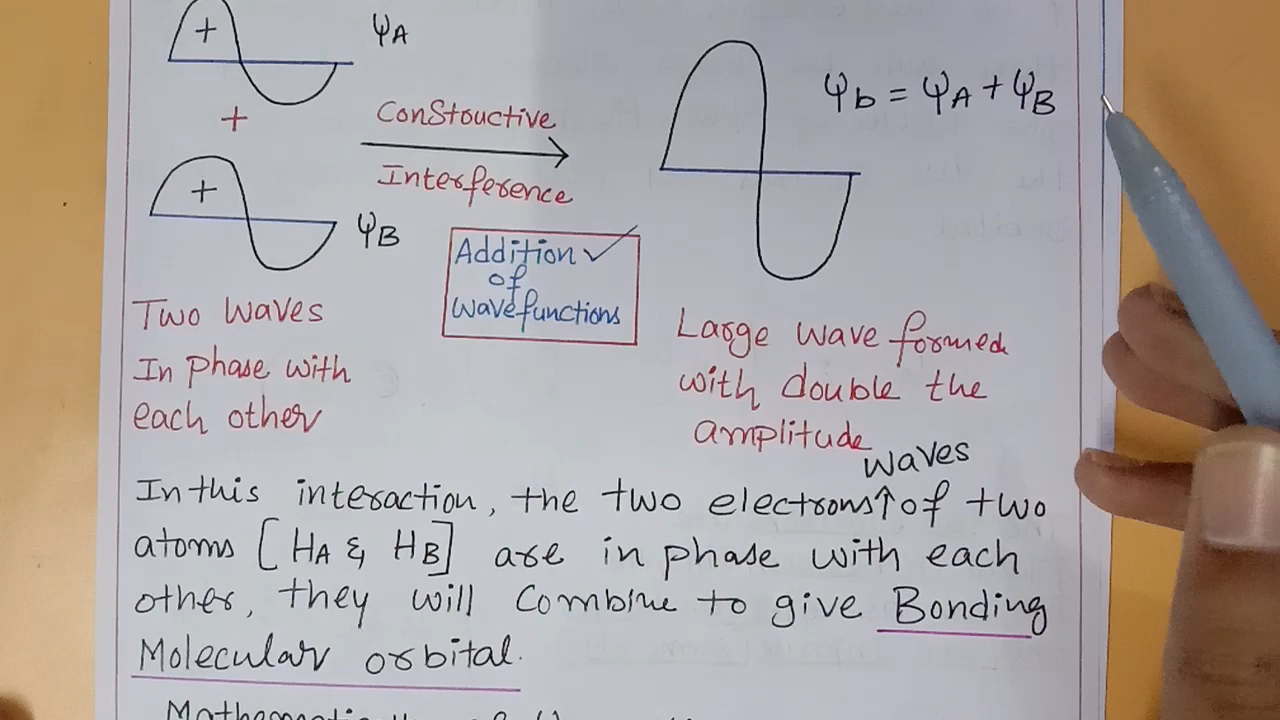 + ΨA
+
ConStructive
Interference
+ ΨB
Ψb = ΨA + ΨB
Addition ✓
of
Wavefunctions
Two Waves
In phase with
each other
Large wave formed
with double the
amplitude
waves
In this interaction, the two electrons↑ of two
atoms [HA & HB] are in phase with each
other, they will combine to give Bonding
Molecular orbital.